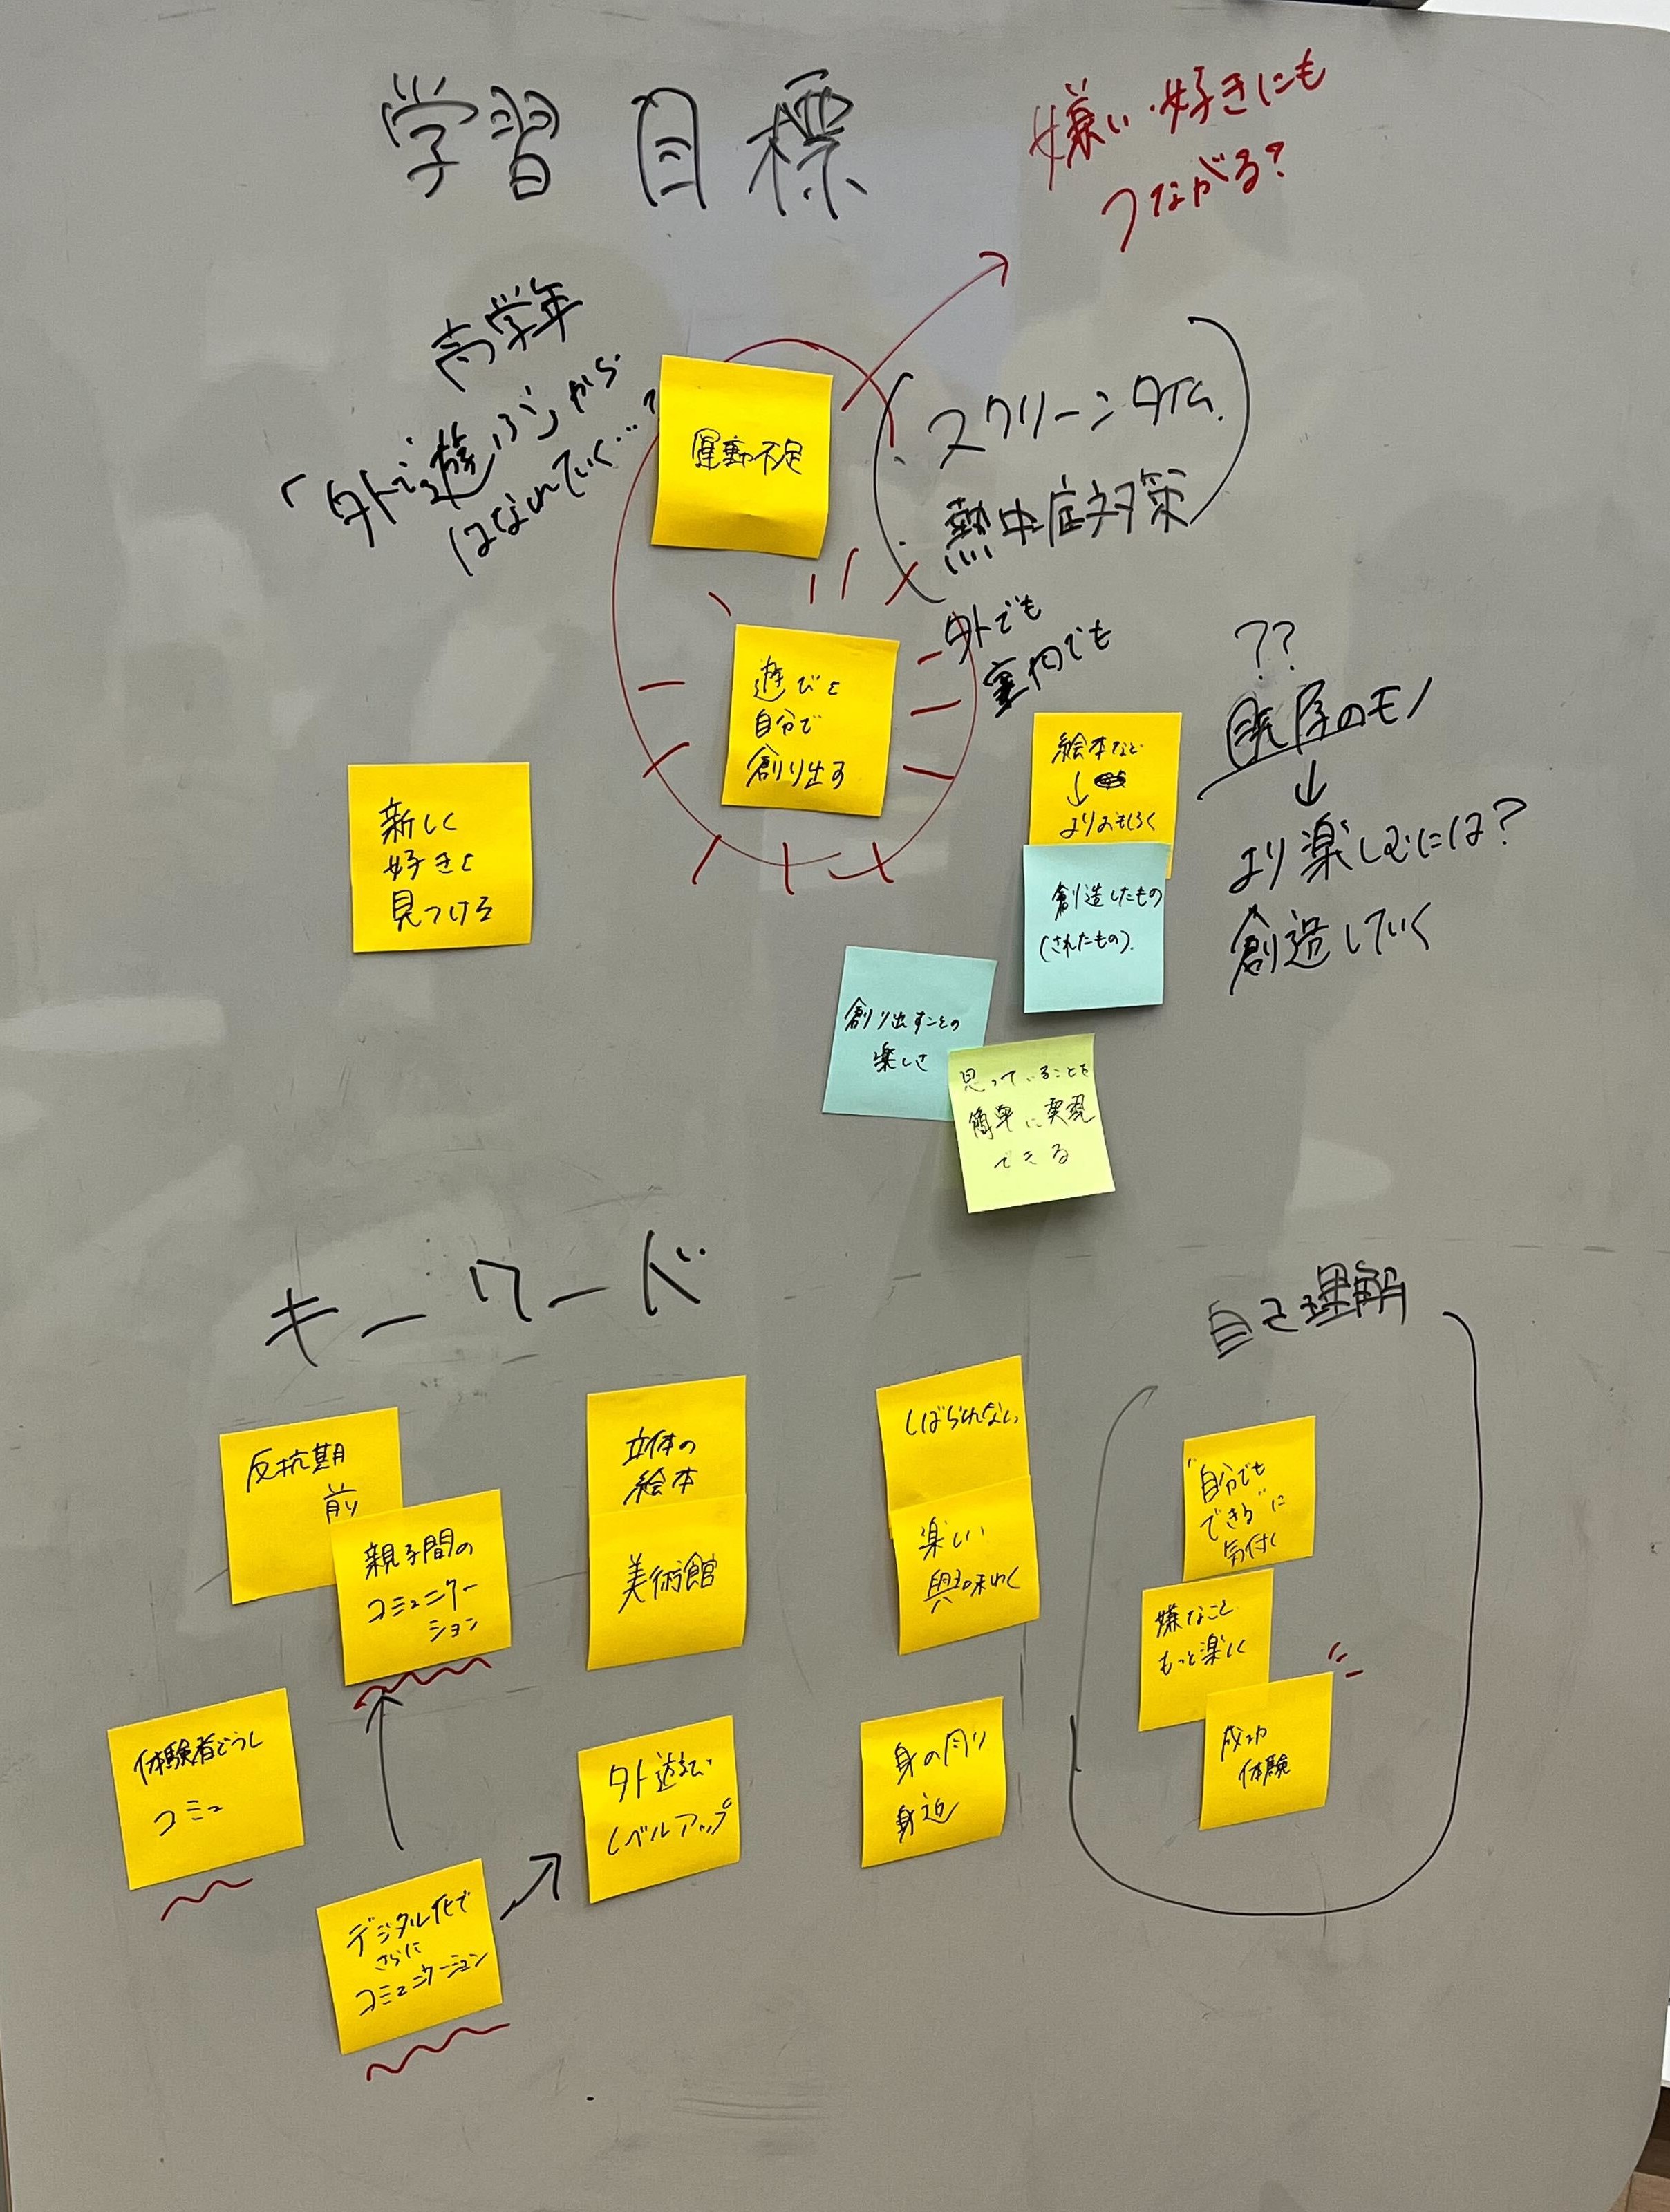 学習目標
嫌い・好きにも
つながる?
高学年
「外で遊ぶ」から
はなれていく…"
運動不足
・スクリーンタイム.
・熱中症対策
外でも
室内でも
遊びを
自分で
創り出す
新しく
好きを
見つける
絵本など
↓
よりおもしろく
創造したもの
(されたもの).
??
既存のモノ
↓
より楽しむには?
創造していく
創り出すことの
楽しさ
思っていることを
簡単に実現
できる
キーワード
自己理解
反抗期
前
親子間の
コミュニケー
ション
立体の
絵本
美術館
しばられない
楽しい
興味わく
"自分でも
できる"に
気付く
嫌なこと
もっと楽しく
成功
体験
体験者どうし
コミュ
外遊び
レベルアップ
身の周り
身近
デジタル化で
さらに
コミュニケーション